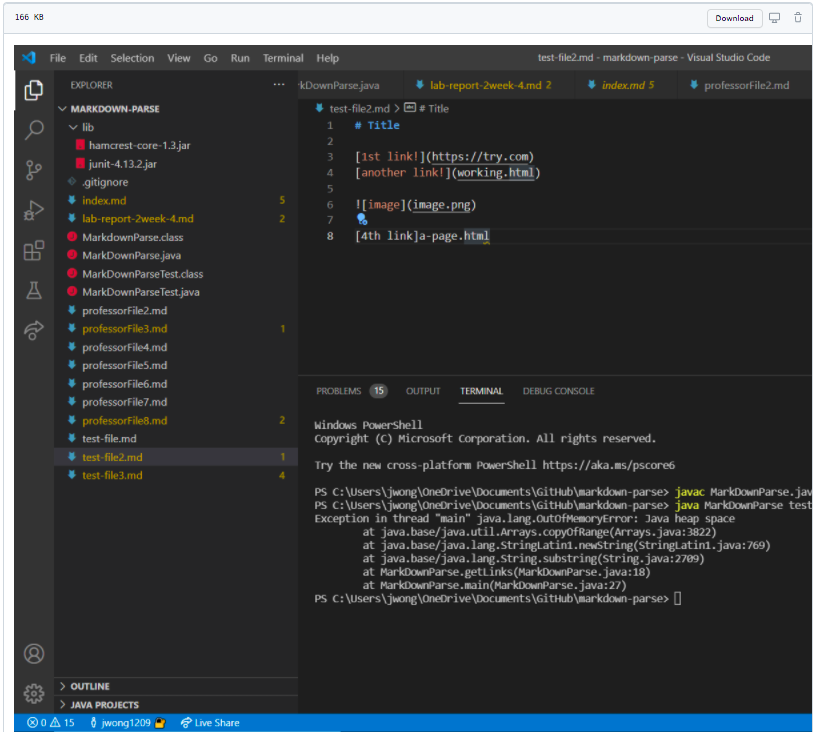 166 KB
Download
File Edit Selection View Go Run Terminal Help
test-file2.md - markdown-parse - Visual Studio Code
EXPLORER
kDownParse.java
lab-report-2week-4.md 2
index.md 5
professorFile2.md
MARKDOWN-PARSE
lib
hamcrest-core-1.3.jar
junit-4.13.2.jar
.gitignore
index.md 5
lab-report-2week-4.md 2
MarkdownParse.class
MarkDownParse.java
MarkDownParseTest.class
MarkDownParseTest.java
professorFile2.md
professorFile3.md 1
professorFile4.md
professorFile5.md
professorFile6.md
professorFile7.md
professorFile8.md 2
test-file.md
test-file2.md 1
test-file3.md 4
OUTLINE
JAVA PROJECTS
test-file2.md > # Title
1 # Title
2
3 [1st link!](https://try.com)
4 [another link!](working.html)
5
6 ![image](image.png)
7
8 [4th link]a-page.html
PROBLEMS 15 OUTPUT TERMINAL DEBUG CONSOLE
Windows PowerShell
Copyright (C) Microsoft Corporation. All rights reserved.
Try the new cross-platform PowerShell https://aka.ms/pscore6
PS C:\Users\jwong\OneDrive\Documents\GitHub\markdown-parse> javac MarkDownParse.jav
PS C:\Users\jwong\OneDrive\Documents\GitHub\markdown-parse> java MarkDownParse test
Exception in thread "main" java.lang.OutOfMemoryError: Java heap space
at java.base/java.util.Arrays.copyOfRange(Arrays.java:3822)
at java.base/java.lang.StringLatin1.newString(StringLatin1.java:769)
at java.base/java.lang.String.substring(String.java:2709)
at MarkDownParse.getLinks(MarkDownParse.java:18)
at MarkDownParse.main(MarkDownParse.java:27)
PS C:\Users\jwong\OneDrive\Documents\GitHub\markdown-parse>
0 15 jwong1209 Live Share